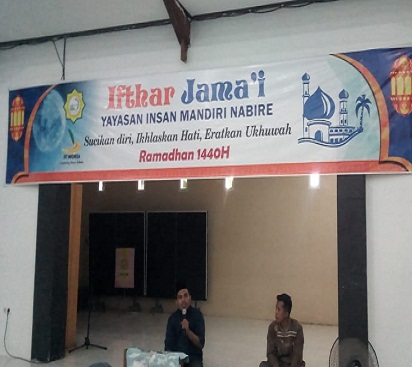 Ifthar Jama'i
YAYASAN INSAN MANDIRI NABIRE
Sucikan diri, Ikhlaskan Hati, Eratkan Ukhuwah
Ramadhan 1440H